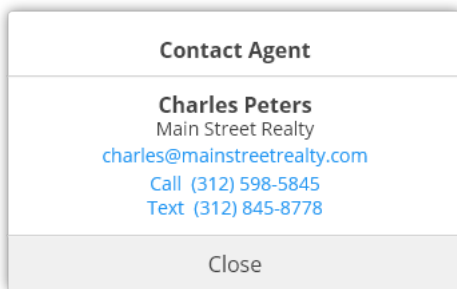 Contact Agent
Charles Peters
Main Street Realty
charles@mainstreetrealty.com
Call (312) 598-5845
Text (312) 845-8778
Close